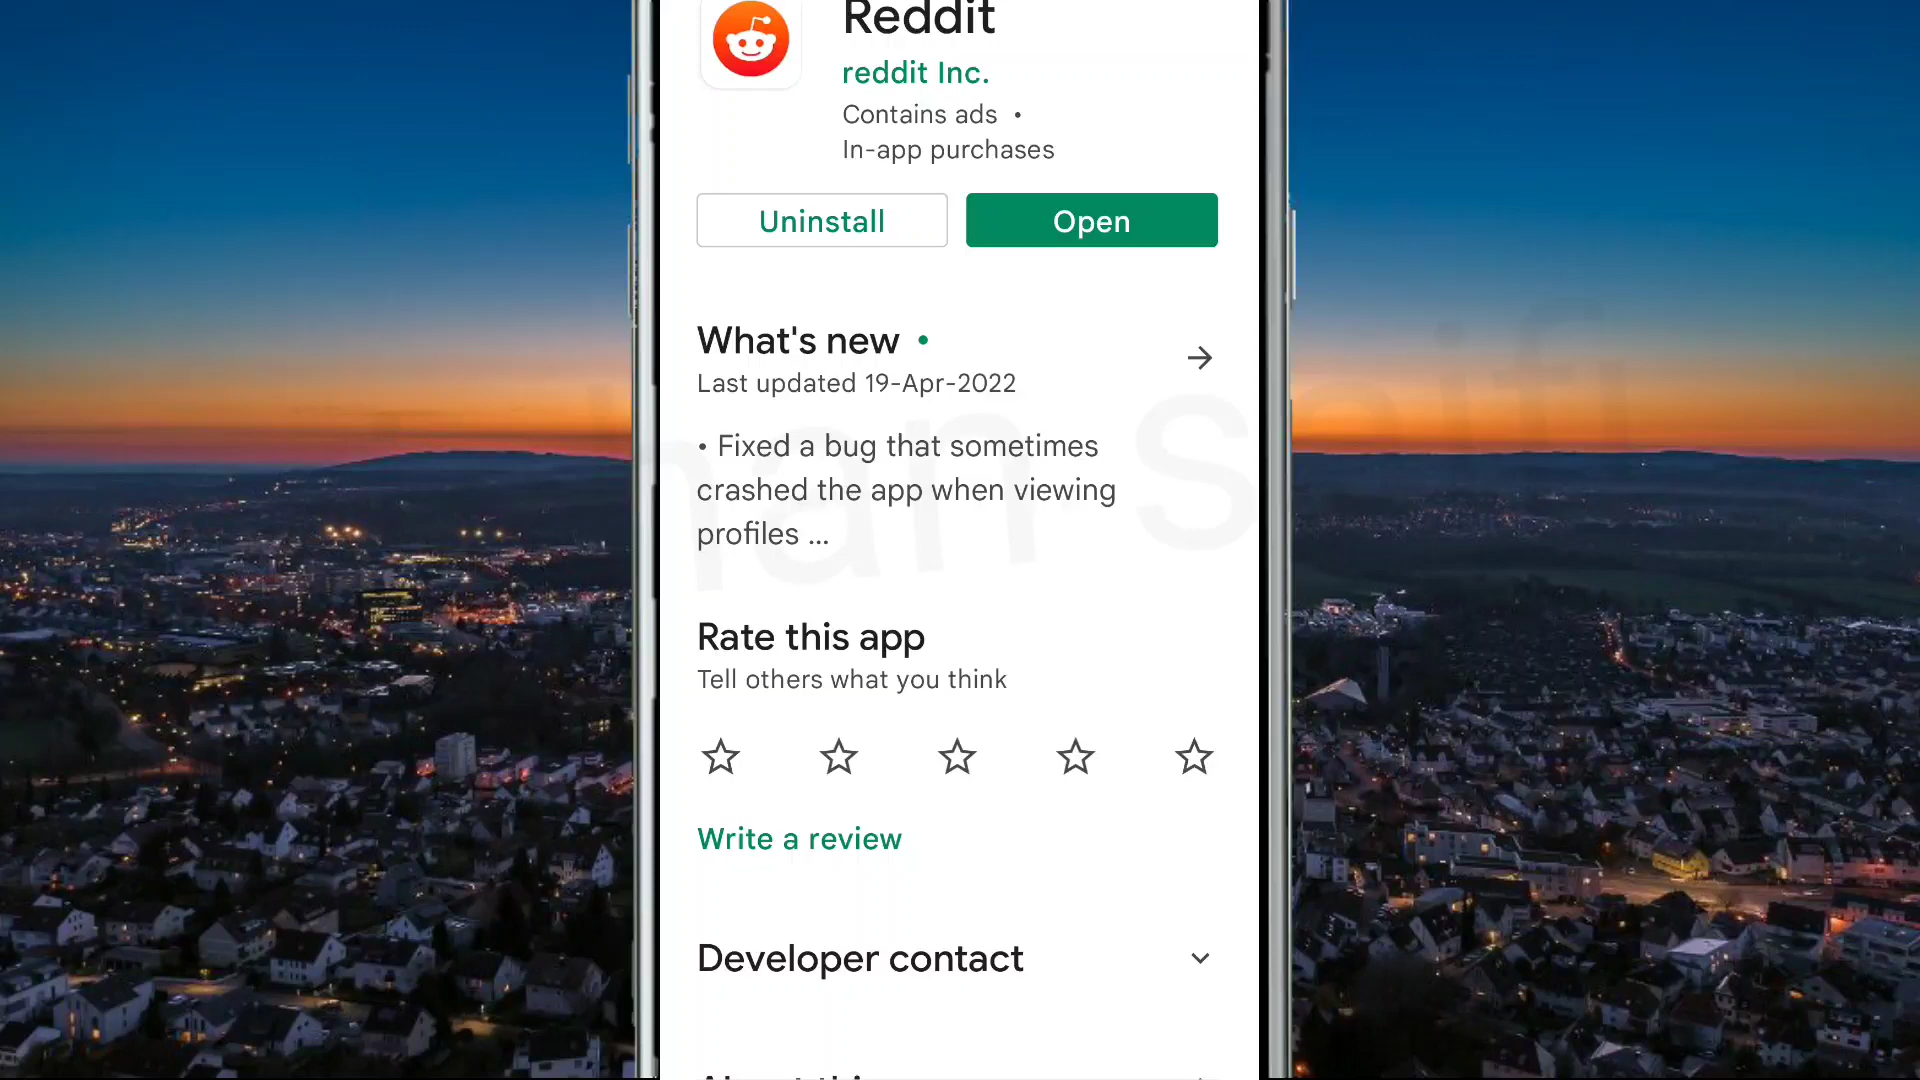 Reddit
reddit Inc.
Contains ads •
In-app purchases
Uninstall
Open
What's new •
Last updated 19-Apr-2022
• Fixed a bug that sometimes
crashed the app when viewing
profiles ...
Rate this app
Tell others what you think
Write a review
Developer contact